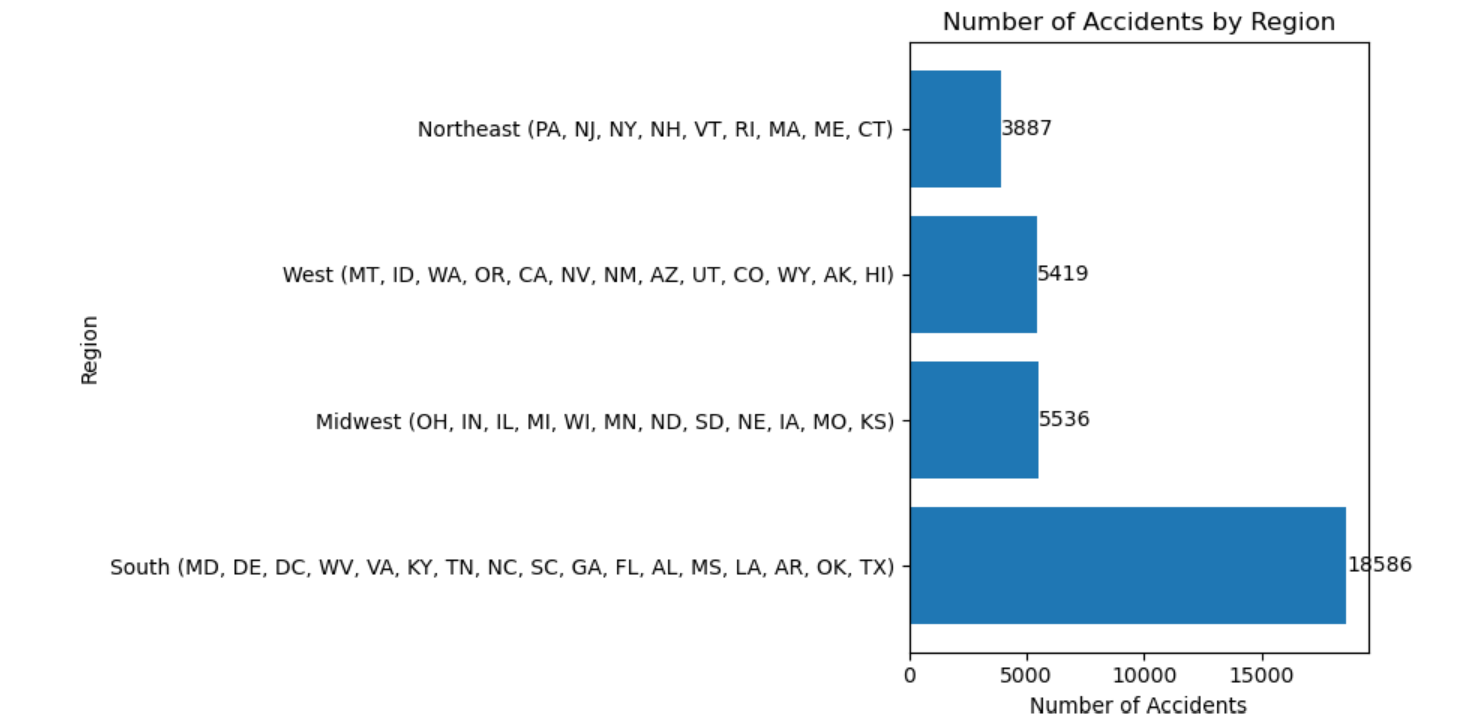 Number of Accidents by Region
Region
Northeast (PA, NJ, NY, NH, VT, RI, MA, ME, CT)
3887
West (MT, ID, WA, OR, CA, NV, NM, AZ, UT, CO, WY, AK, HI)
5419
Midwest (OH, IN, IL, MI, WI, MN, ND, SD, NE, IA, MO, KS)
5536
South (MD, DE, DC, WV, VA, KY, TN, NC, SC, GA, FL, AL, MS, LA, AR, OK, TX)
18586
0 5000 10000 15000
Number of Accidents